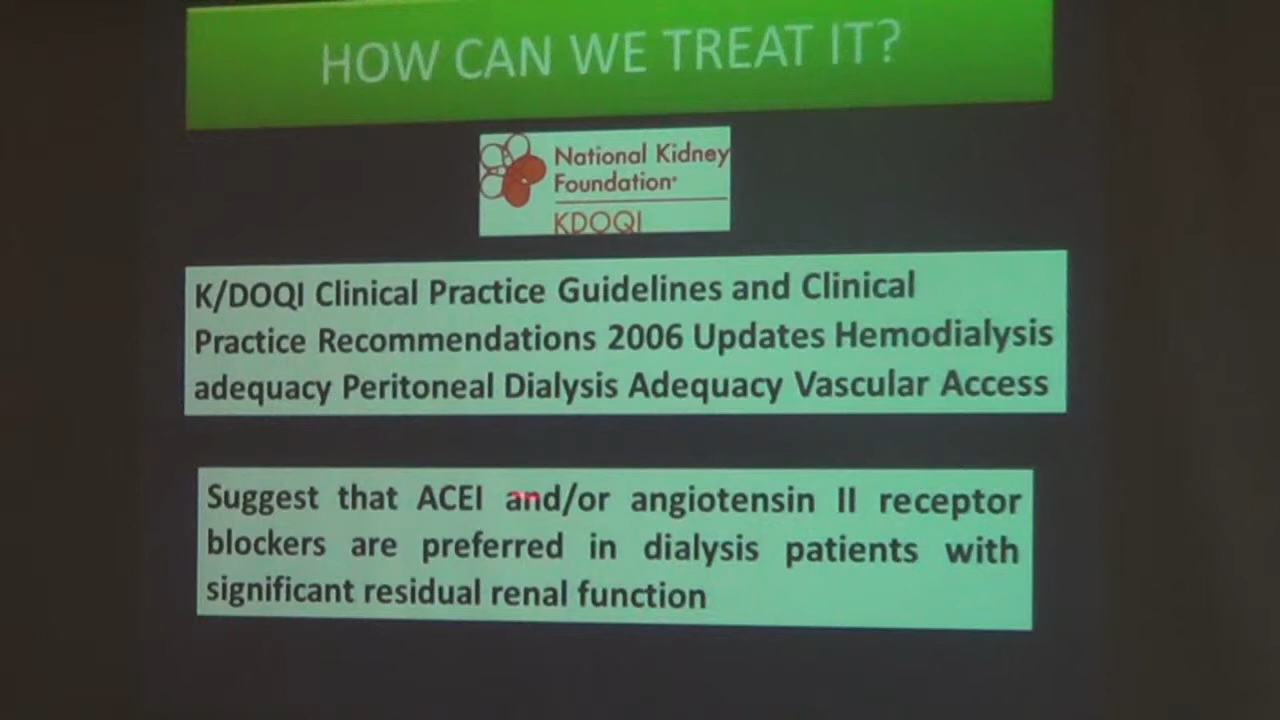 HOW CAN WE TREAT IT?
National Kidney
Foundation®
KDOQI
K/DOQI Clinical Practice Guidelines and Clinical
Practice Recommendations 2006 Updates Hemodialysis
adequacy Peritoneal Dialysis Adequacy Vascular Access
Suggest that ACEI and/or angiotensin II receptor
blockers are preferred in dialysis patients with
significant residual renal function